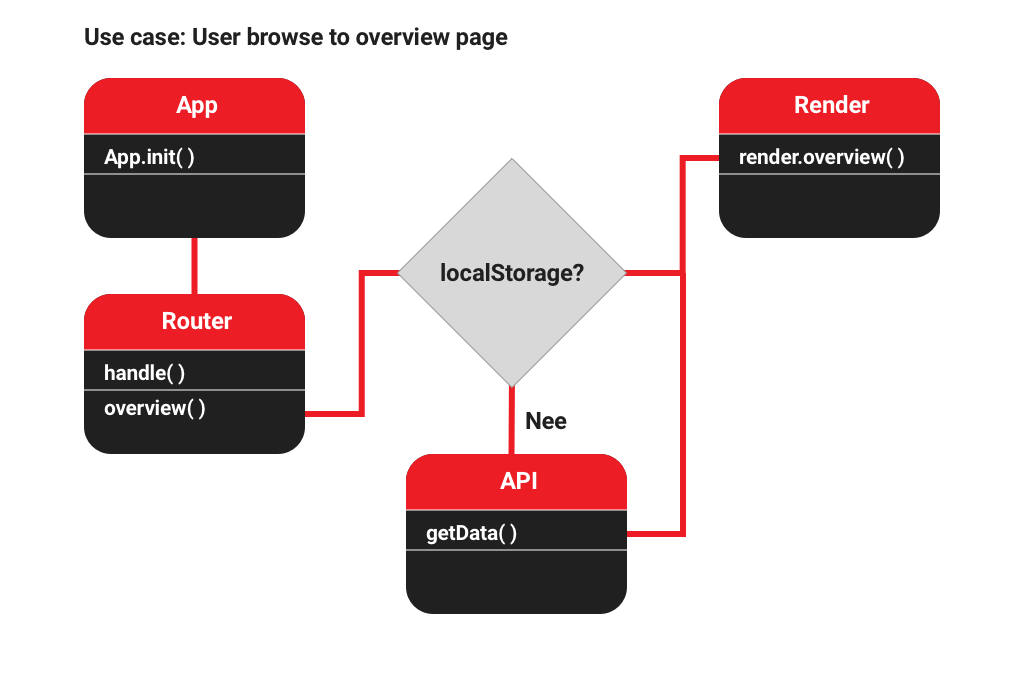 Use case: User browse to overview page
App
App.init( )
Router
handle( )
overview( )
localStorage?
Nee
API
getData( )
Render
render.overview( )